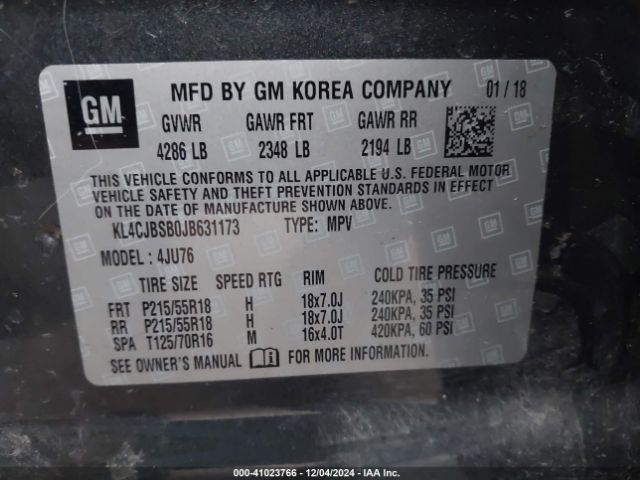 GM MFD BY GM KOREA COMPANY 01 / 18
GVWR GAWR FRT GAWR RR
4286 LB 2348 LB 2194 LB
THIS VEHICLE CONFORMS TO ALL APPLICABLE U.S. FEDERAL MOTOR
VEHICLE SAFETY AND THEFT PREVENTION STANDARDS IN EFFECT
ON THE DATE OF MANUFACTURE SHOWN ABOVE.
KL4CJBSB0JB631173 TYPE: MPV
MODEL : 4JU76
TIRE SIZE SPEED RTG RIM COLD TIRE PRESSURE
FRT P215/55R18 H 18x7.0J 240KPA, 35 PSI
RR P215/55R18 H 18x7.0J 240KPA, 35 PSI
SPA T125/70R16 M 16x4.0T 420KPA, 60 PSI
SEE OWNER'S MANUAL FOR MORE INFORMATION.
000-41023766 - 12/04/2024 - IAA Inc.